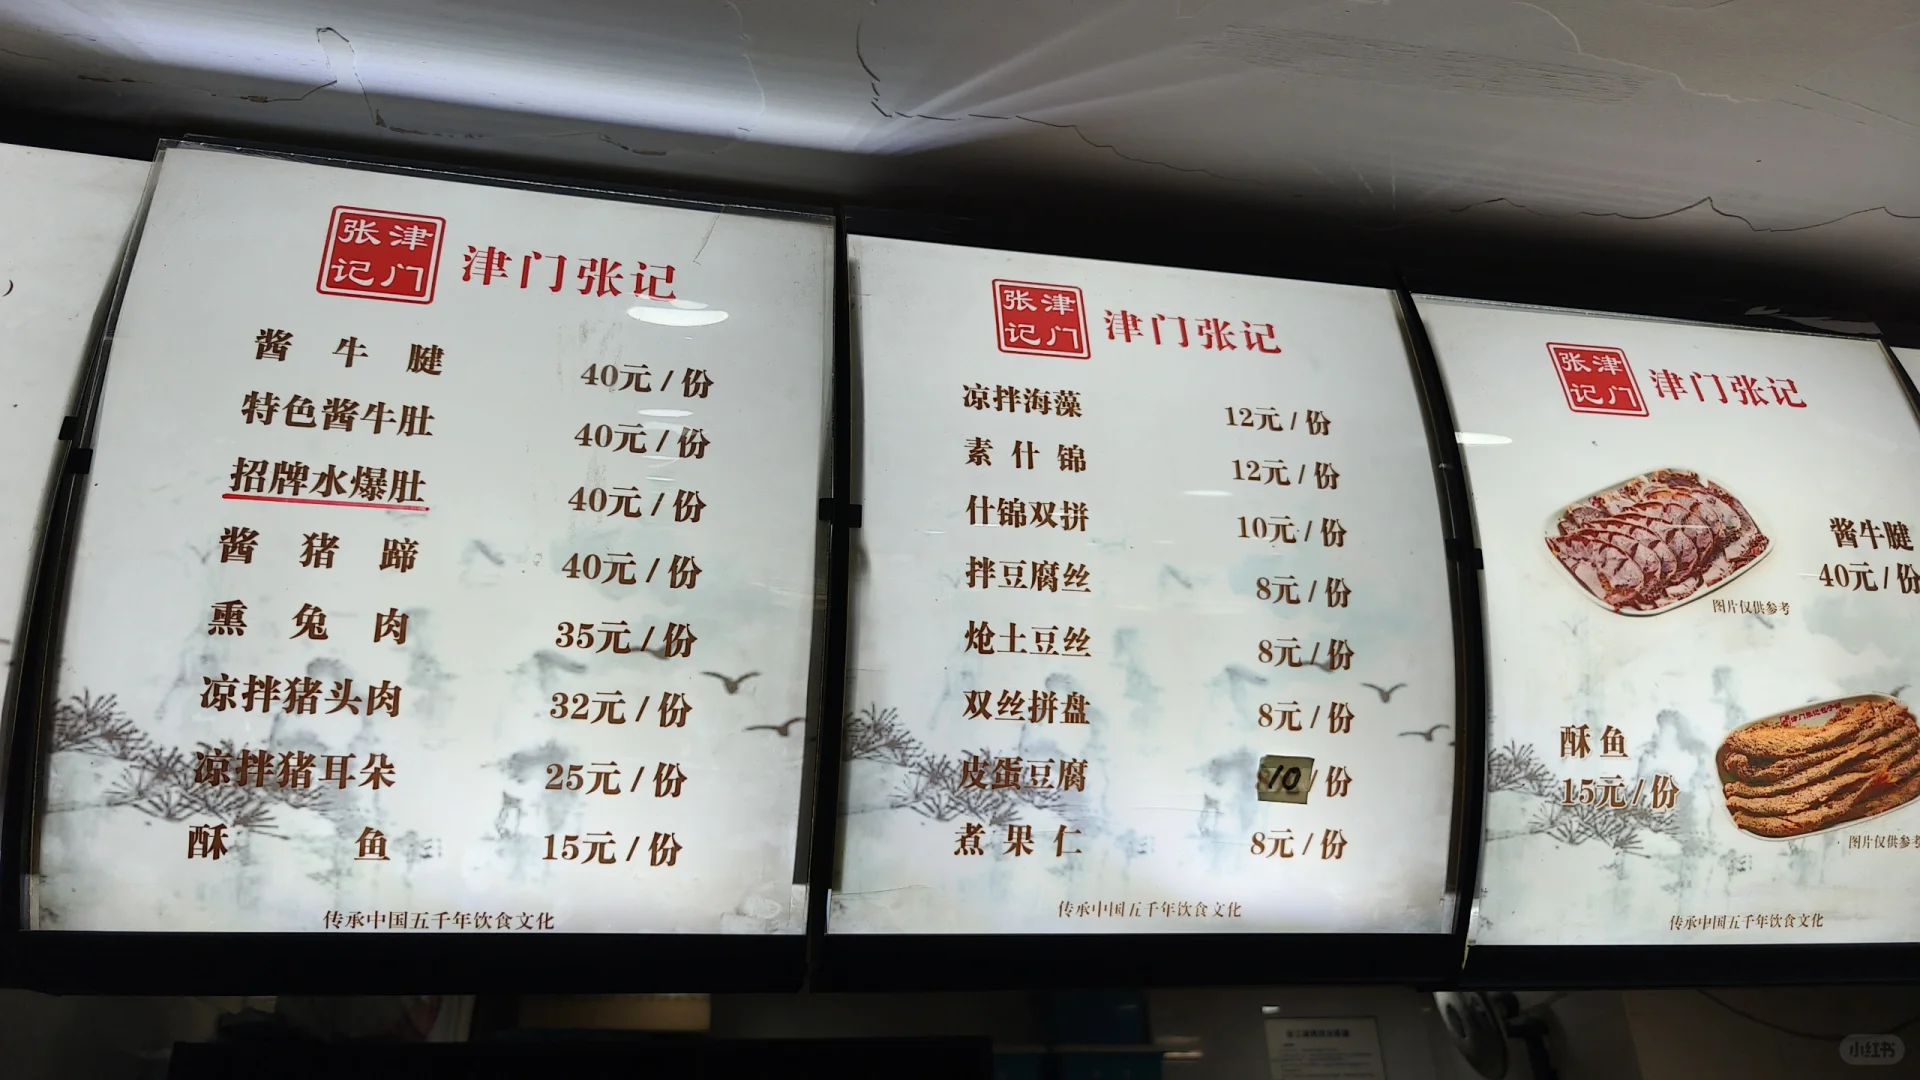 张津
记门
津门张记
酱牛腱 40元/份
特色酱牛肚 40元/份
招牌水爆肚 40元/份
酱猪蹄 40元/份
熏兔肉 35元/份
凉拌猪头肉 32元/份
凉拌猪耳朵 25元/份
酥鱼 15元/份
传承中国五千年饮食文化
张津
记门
津门张记
凉拌海藻 12元/份
素什锦 12元/份
什锦双拼 10元/份
拌豆腐丝 8元/份
炝土豆丝 8元/份
双丝拼盘 8元/份
皮蛋豆腐 10/份
煮果仁 8元/份
传承中国五千年饮食文化
张津
记门
津门张记
酱牛腱
40元/份
图片仅供参考
酥鱼
15元/份
图片仅供参考
传承中国五千年饮食文化
小红书